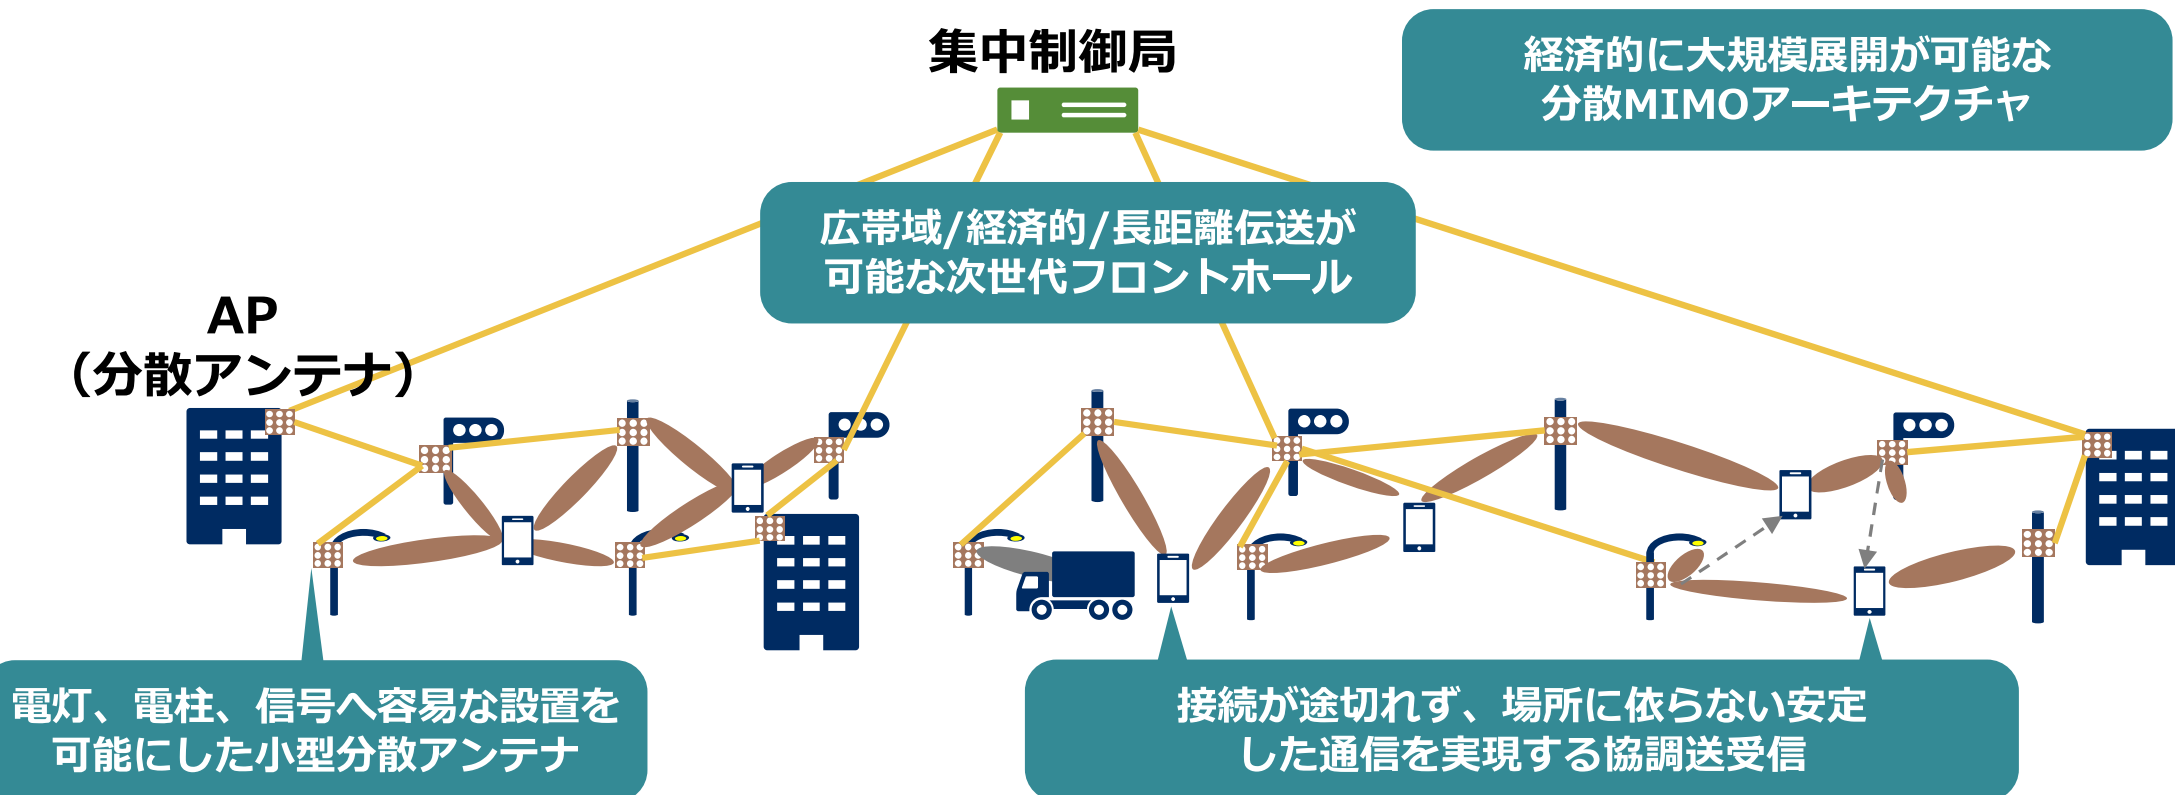 集中制御局
経済的に大規模展開が可能な
分散MIMOアーキテクチャ
広帯域/経済的/長距離伝送が
可能な次世代フロントホール
AP
（分散アンテナ）
電灯、電柱、信号へ容易な設置を
可能にした小型分散アンテナ
接続が途切れず、場所に依らない安定
した通信を実現する協調送受信